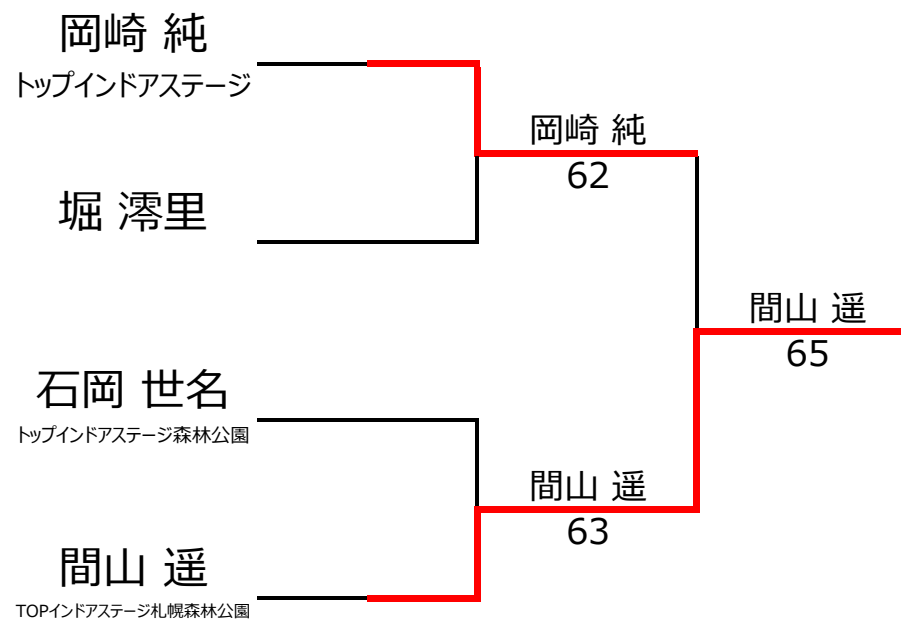 岡崎 純
トップインドアステージ
岡崎 純
62
堀 澪里
間山 遥
65
石岡 世名
トップインドアステージ森林公園
間山 遥
63
間山 遥
TOPインドアステージ札幌森林公園